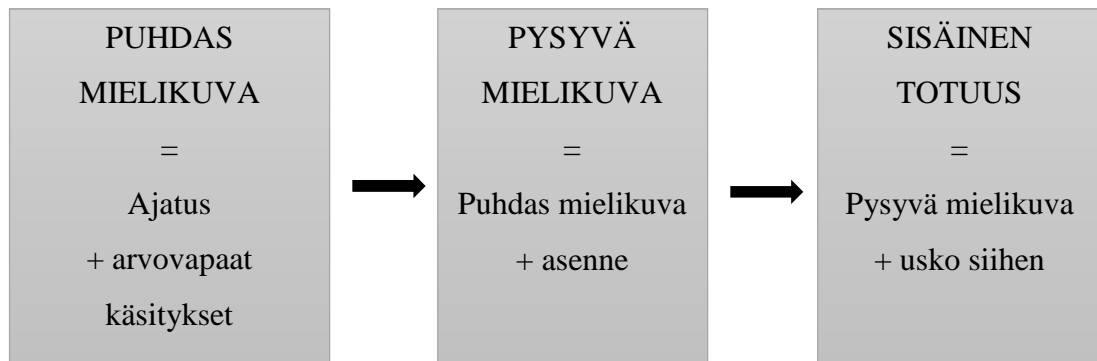 PUHDAS
MIELIKUVA
=
Ajatus
+ arvovapaat
käsitykset
PYSYVÄ
MIELIKUVA
=
Puhdas mielikuva
+ asenne
SISÄINEN
TOTUUS
=
Pysyvä mielikuva
+ usko siihen